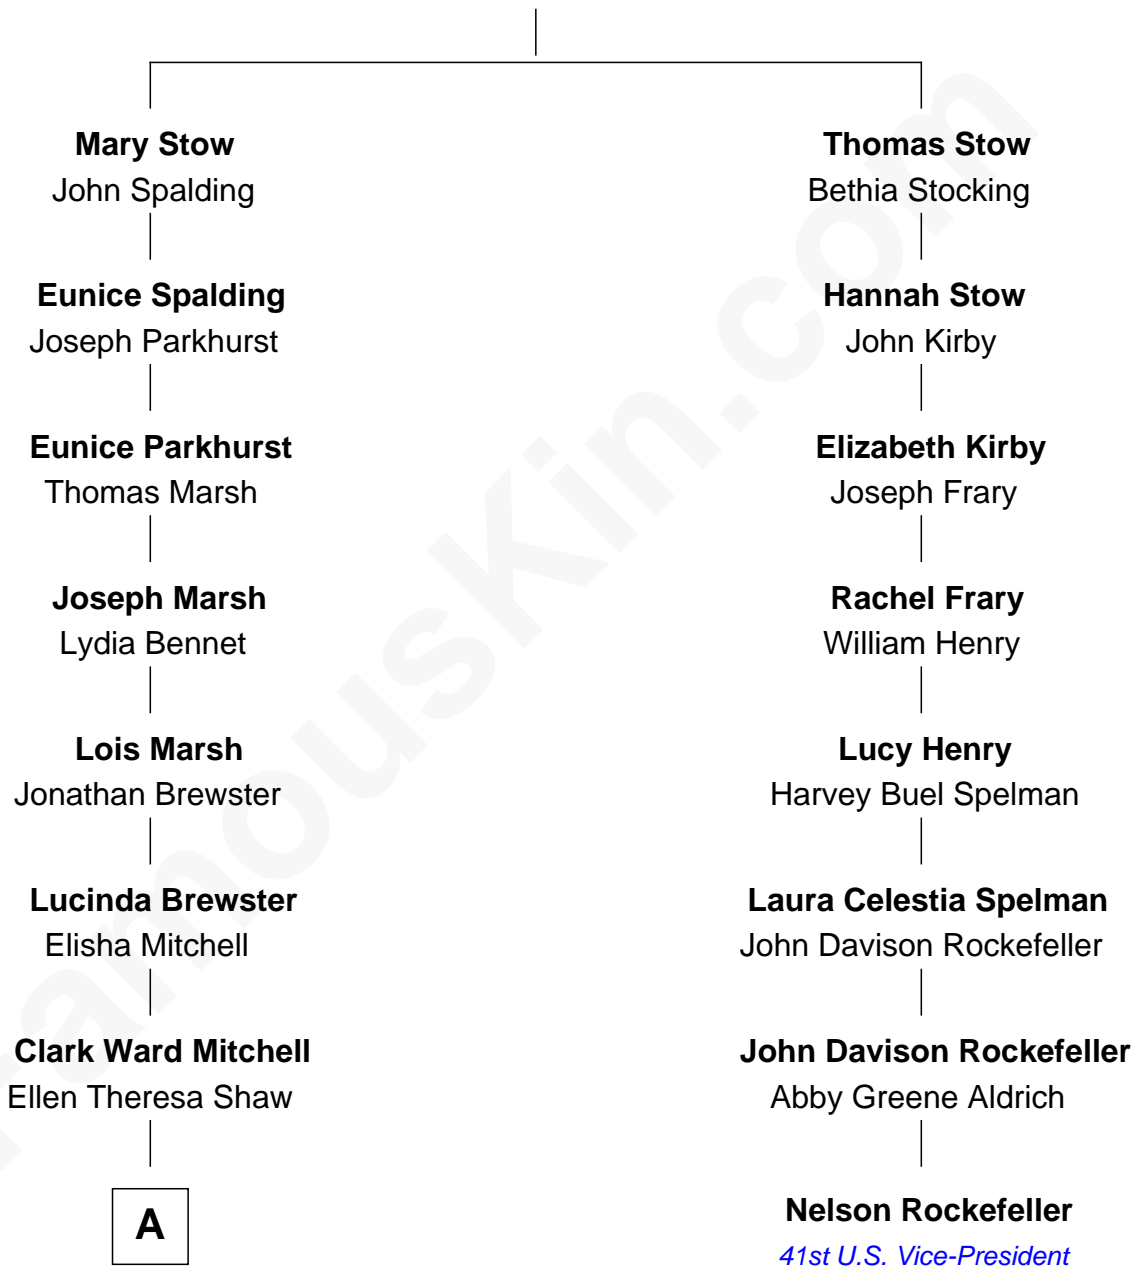 Mary Stow
John Spalding
Thomas Stow
Bethia Stocking
Eunice Spalding
Joseph Parkhurst
Hannah Stow
John Kirby
Eunice Parkhurst
Thomas Marsh
Elizabeth Kirby
Joseph Frary
Joseph Marsh
Lydia Bennet
Rachel Frary
William Henry
Lois Marsh
Jonathan Brewster
Lucy Henry
Harvey Buel Spelman
Lucinda Brewster
Elisha Mitchell
Laura Celestia Spelman
John Davison Rockefeller
Clark Ward Mitchell
Ellen Theresa Shaw
John Davison Rockefeller
Abby Greene Aldrich
A
Nelson Rockefeller
41st U.S. Vice-President
FamousKin.com